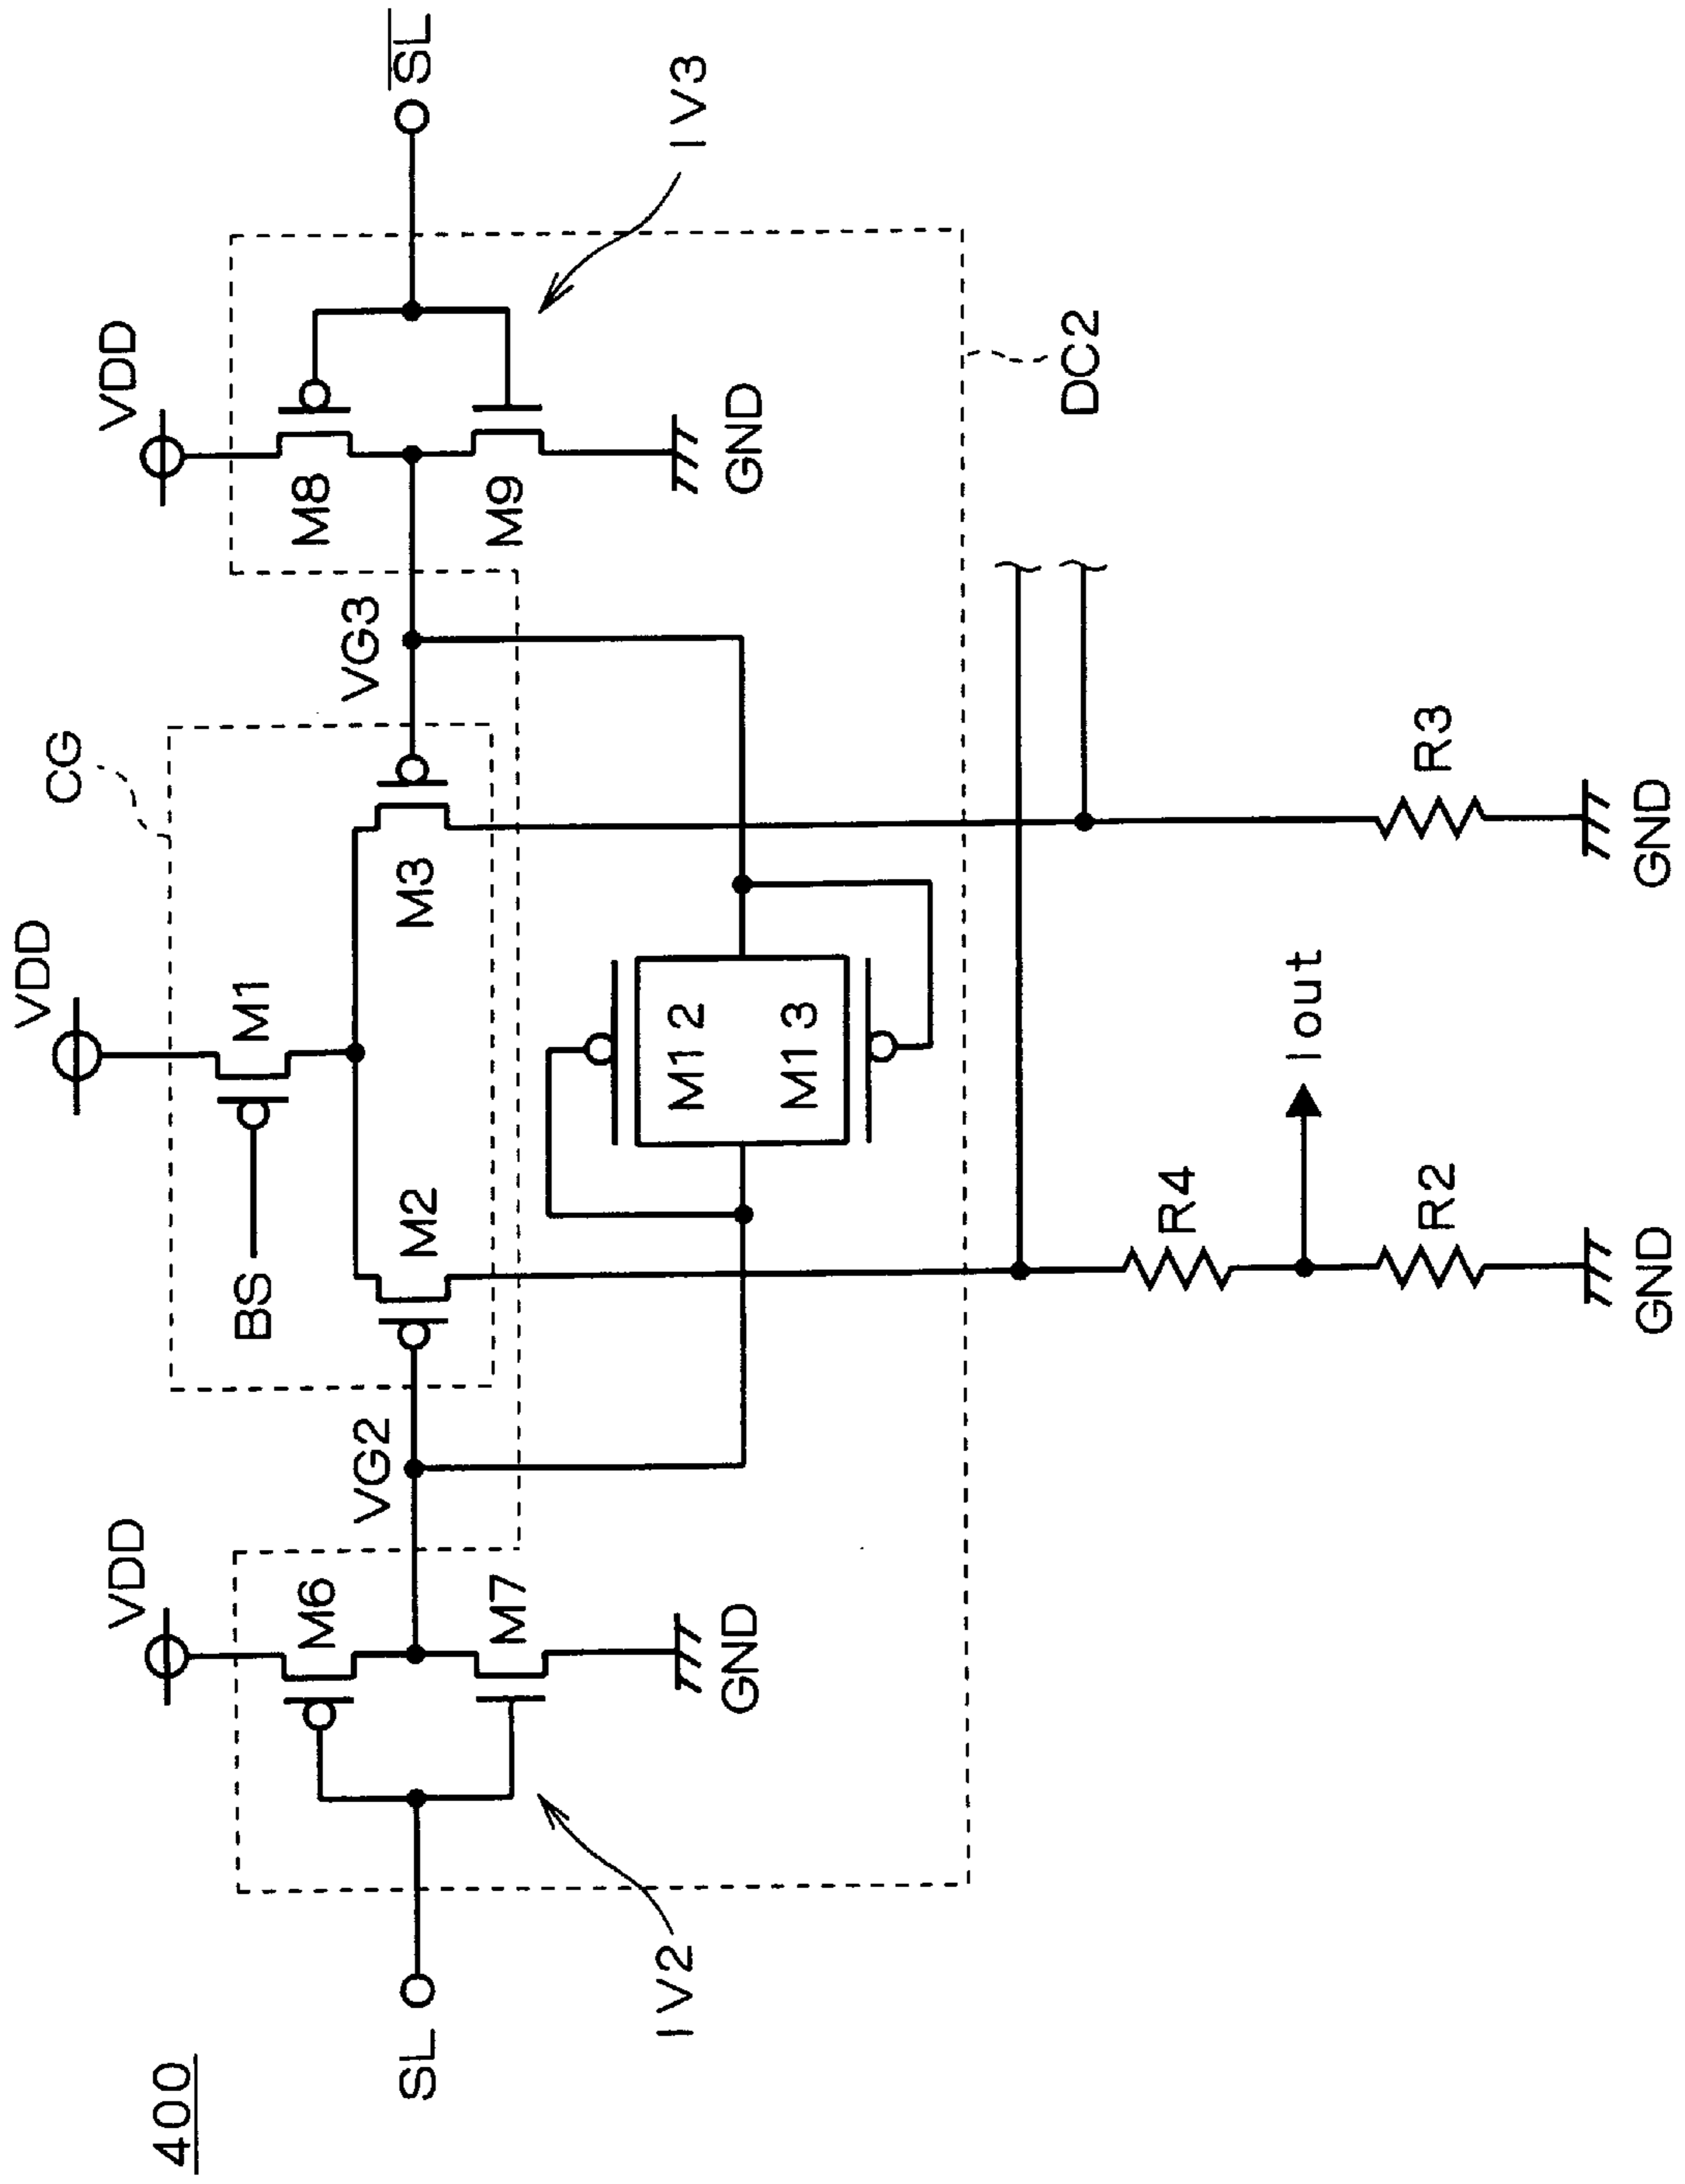 400
VDD
CG
VDD
M1
BS
VDD
M6
M7
VG2
M2
M3
VG3
M8
M9
SL
S̅L̅
GND
GND
IV2
IV3
M12
M13
DC2
R4
Iout
R2
R3
GND
GND